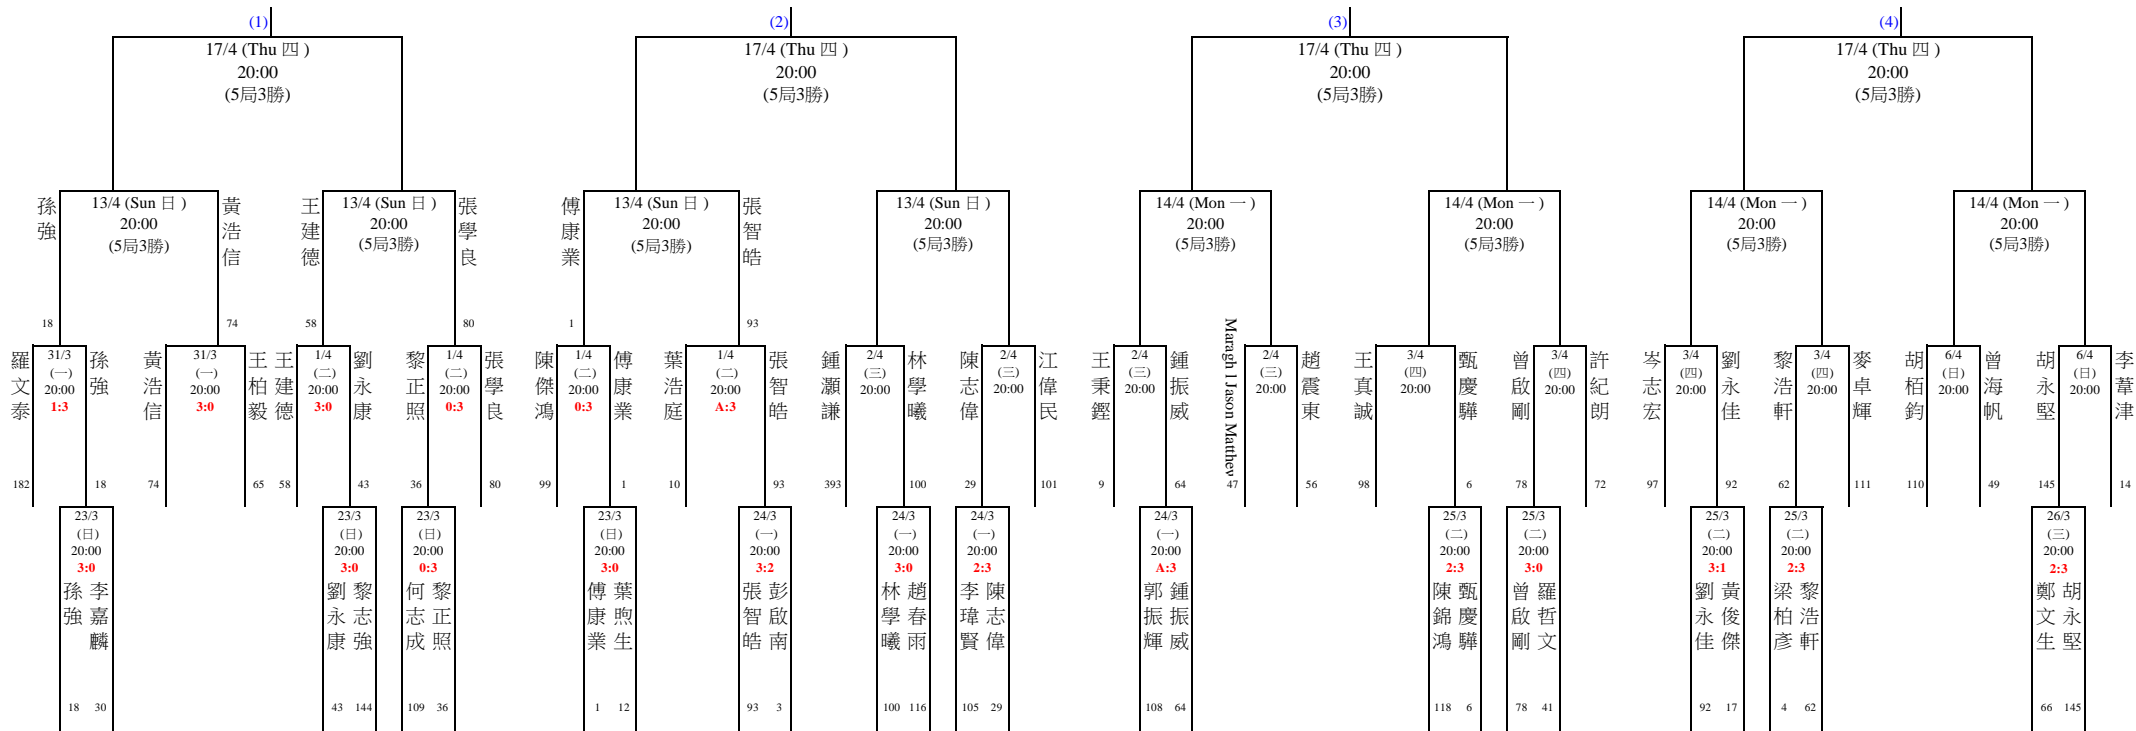 (1) (2) (3) (4)
17/4 (Thu 四 ) 17/4 (Thu 四 ) 17/4 (Thu 四 ) 17/4 (Thu 四 )
20:00 20:00 20:00 20:00
(5局3勝) (5局3勝) (5局3勝) (5局3勝)
孫強 13/4 (Sun 日 ) 20:00 (5局3勝) 黃浩信
18 74
王建德 13/4 (Sun 日 ) 20:00 (5局3勝) 張學良
58 80
傅康業 13/4 (Sun 日 ) 20:00 (5局3勝) 張智皓
1 93
13/4 (Sun 日 ) 20:00 (5局3勝)
14/4 (Mon 一 ) 20:00 (5局3勝)
14/4 (Mon 一 ) 20:00 (5局3勝)
14/4 (Mon 一 ) 20:00 (5局3勝)
14/4 (Mon 一 ) 20:00 (5局3勝)
羅文泰 31/3 (一) 20:00 1:3 孫強
182 18
黃浩信 31/3 (一) 20:00 3:0 王柏毅
74 65
王建德 1/4 (二) 20:00 3:0 劉永康
58 43
黎正照 1/4 (二) 20:00 0:3 張學良
36 80
陳傑鴻 1/4 (二) 20:00 0:3 傅康業
99 1
葉浩庭 1/4 (二) 20:00 A:3 張智皓
10 93
鍾灝謙 2/4 (三) 20:00 林學曦
393 100
陳志偉 2/4 (三) 20:00 江偉民
29 101
王秉鏗 2/4 (三) 20:00 鍾振威
9 64
Maragh l Jason Matthev 2/4 (三) 20:00 趙震東
47 56
王真誠 3/4 (四) 20:00 甄慶驊
98 6
曾啟剛 3/4 (四) 20:00 許紀朗
78 72
岑志宏 3/4 (四) 20:00 劉永佳
97 92
黎浩軒 3/4 (四) 20:00 麥卓輝
62 111
胡栢鈞 6/4 (日) 20:00 曾海帆
110 49
胡永堅 6/4 (日) 20:00 李葦津
145 14
23/3 (日) 20:00 3:0 孫強 李嘉麟
18 30
23/3 (日) 20:00 3:0 劉永康 黎志強
43 144
23/3 (日) 20:00 0:3 何志成 黎正照
109 36
23/3 (日) 20:00 3:0 傅康業 葉煦生
1 12
24/3 (一) 20:00 3:2 張智皓 彭啟南
93 3
24/3 (一) 20:00 3:0 林學曦 趙春雨
100 116
24/3 (一) 20:00 2:3 李瑋賢 陳志偉
105 29
24/3 (一) 20:00 A:3 郭振輝 鍾振威
108 64
25/3 (二) 20:00 2:3 陳錦鴻 甄慶驊
118 6
25/3 (二) 20:00 3:0 曾啟剛 羅哲文
78 41
25/3 (二) 20:00 3:1 劉永佳 黃俊傑
92 17
25/3 (二) 20:00 2:3 梁柏彥 黎浩軒
4 62
26/3 (三) 20:00 2:3 鄭文生 胡永堅
66 145